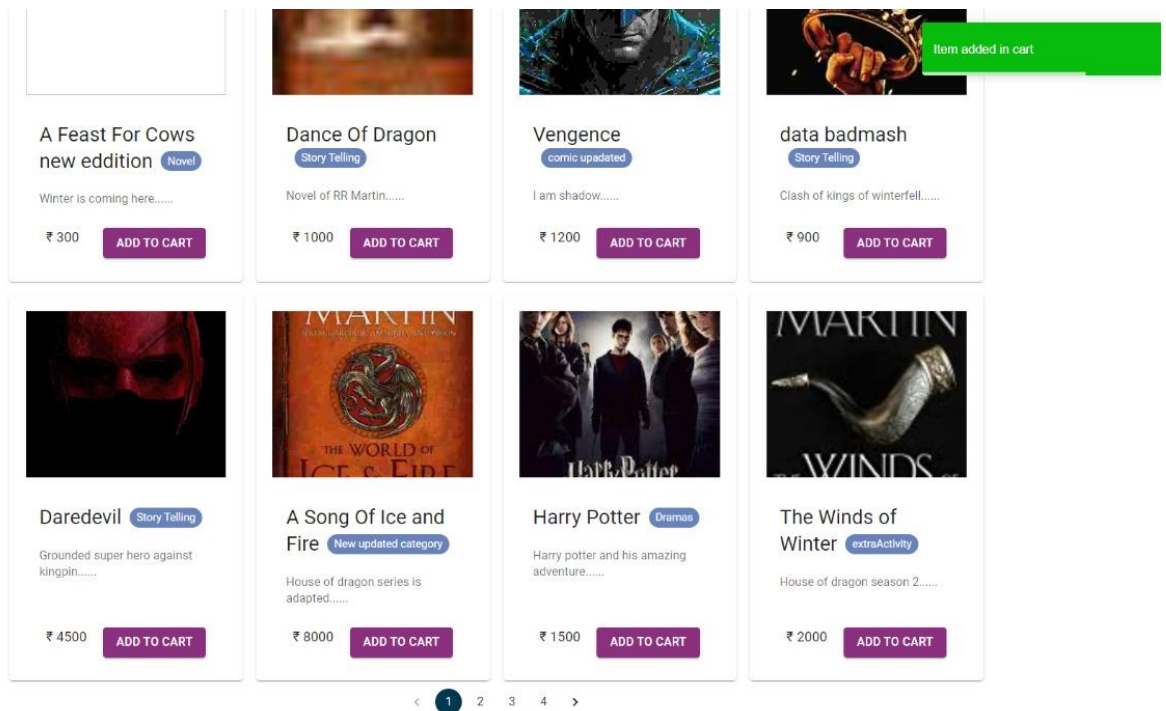 Item added in cart
A Feast For Cows
new eddition Novel
Winter is coming here......
₹ 300 ADD TO CART
Dance Of Dragon
Story Telling
Novel of RR Martin......
₹ 1000 ADD TO CART
Vengence
comic upadated
I am shadow......
₹ 1200 ADD TO CART
data badmash
Story Telling
Clash of kings of winterfell......
₹ 900 ADD TO CART
Daredevil Story Telling
Grounded super hero against
kingpin......
₹ 4500 ADD TO CART
MARTIN
THE WORLD OF
ICE & FIRE
A Song Of Ice and
Fire New updated category
House of dragon series is
adapted......
₹ 8000 ADD TO CART
Harry Potter
Harry Potter Dramas
Harry potter and his amazing
adventure......
₹ 1500 ADD TO CART
MARTIN
THE WINDS OF
The Winds of
Winter extraActivity
House of dragon season 2......
₹ 2000 ADD TO CART
< 1 2 3 4 >